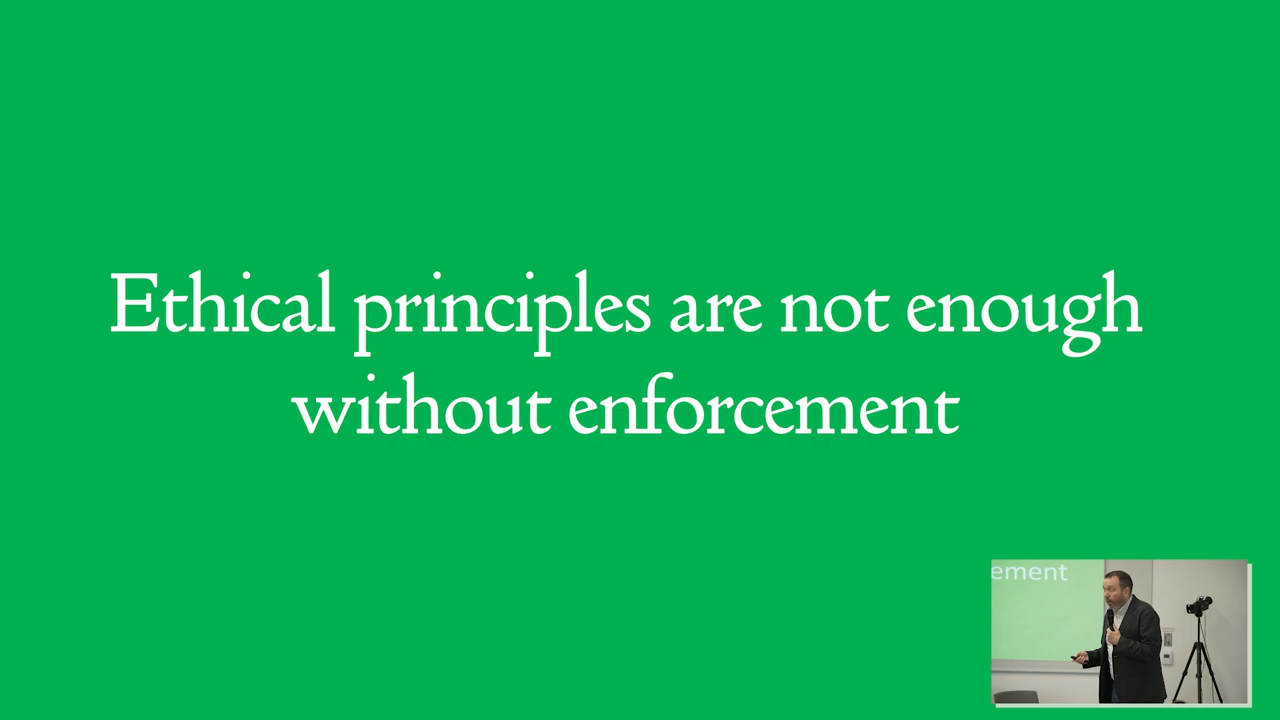 Ethical principles are not enough
without enforcement
ement